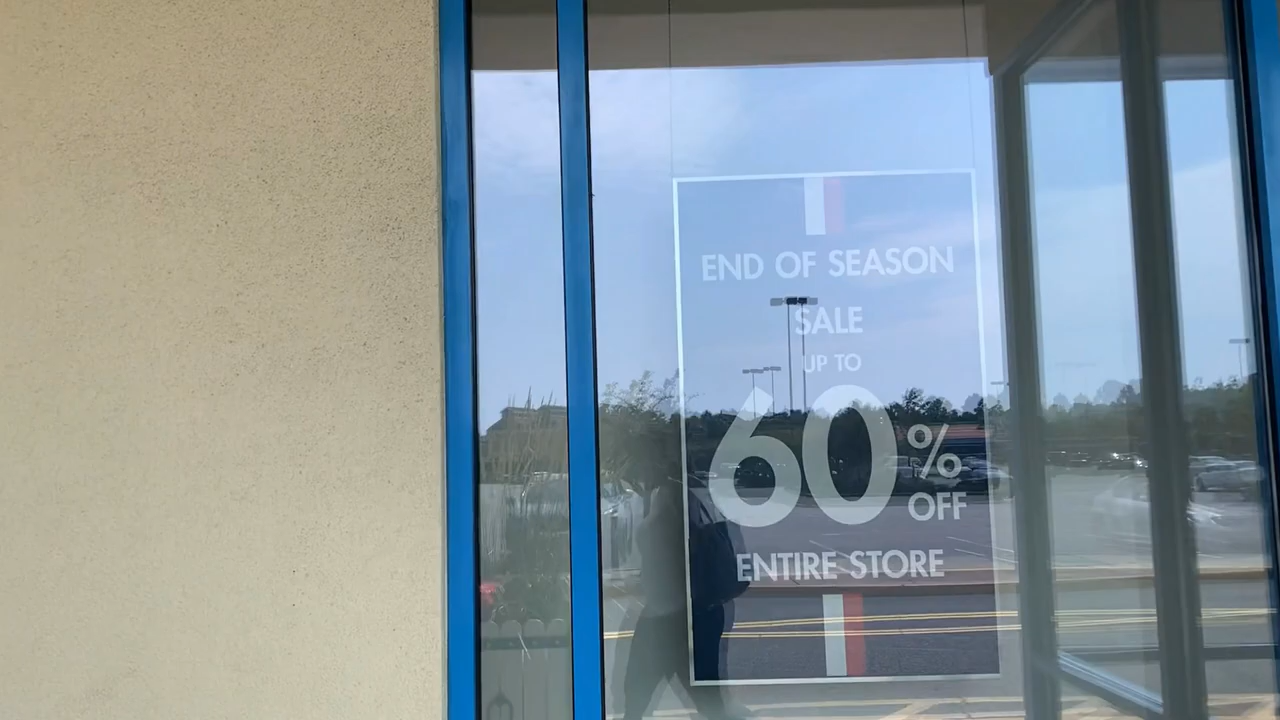 END OF SEASON
SALE
UP TO
60% OFF
ENTIRE STORE